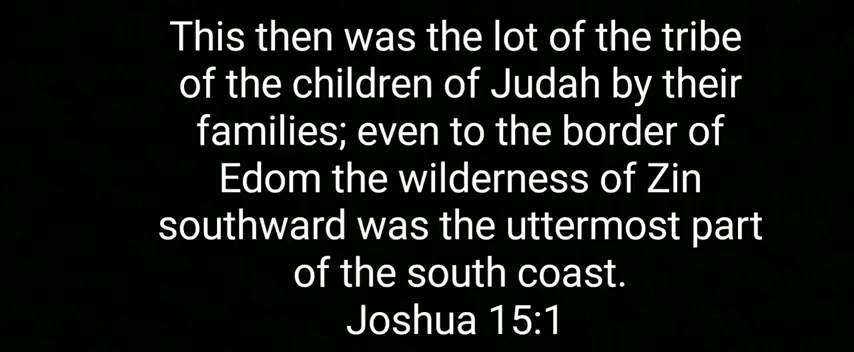 This then was the lot of the tribe
of the children of Judah by their
families; even to the border of
Edom the wilderness of Zin
southward was the uttermost part
of the south coast.
Joshua 15:1